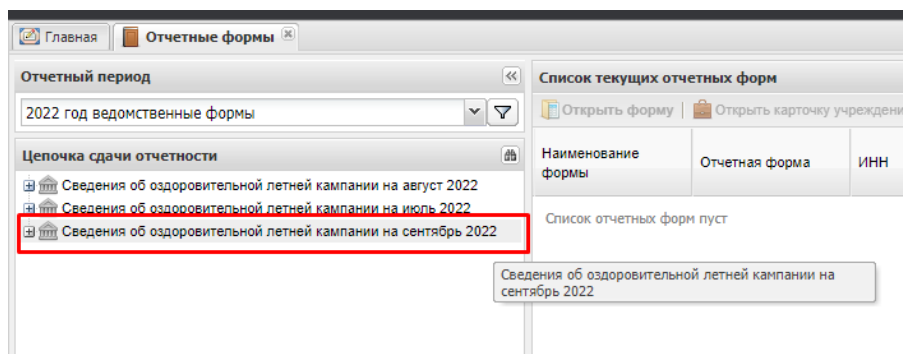 Главная
Отчетные формы
Отчетный период
Список текущих отчетных форм
2022 год ведомственные формы
Открыть форму
Открыть карточку учреждени
Цепочка сдачи отчетности
Наименование
формы
Отчетная форма
ИНН
Сведения об оздоровительной летней кампании на август 2022
Сведения об оздоровительной летней кампании на июль 2022
Сведения об оздоровительной летней кампании на сентябрь 2022
Список отчетных форм пуст
Сведения об оздоровительной летней кампании на
сентябрь 2022